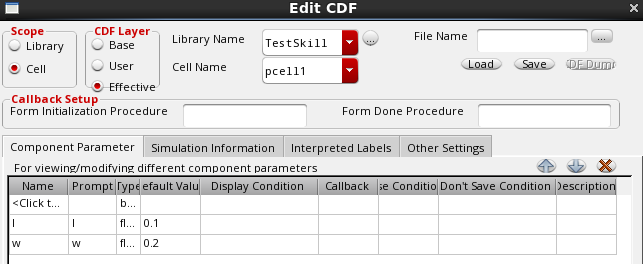 Edit CDF
Scope
Library
Cell
CDF Layer
Base
User
Effective
Library Name
TestSkill
...
Cell Name
pcell1
File Name
...
Load
Save
DF Dum
Callback Setup
Form Initialization Procedure
Form Done Procedure
Component Parameter
Simulation Information
Interpreted Labels
Other Settings
For viewing/modifying different component parameters
Name Prompt Type efault Valu Display Condition Callback se Conditio Don't Save Condition Description
<Click t... b...
l l fl... 0.1
w w fl... 0.2